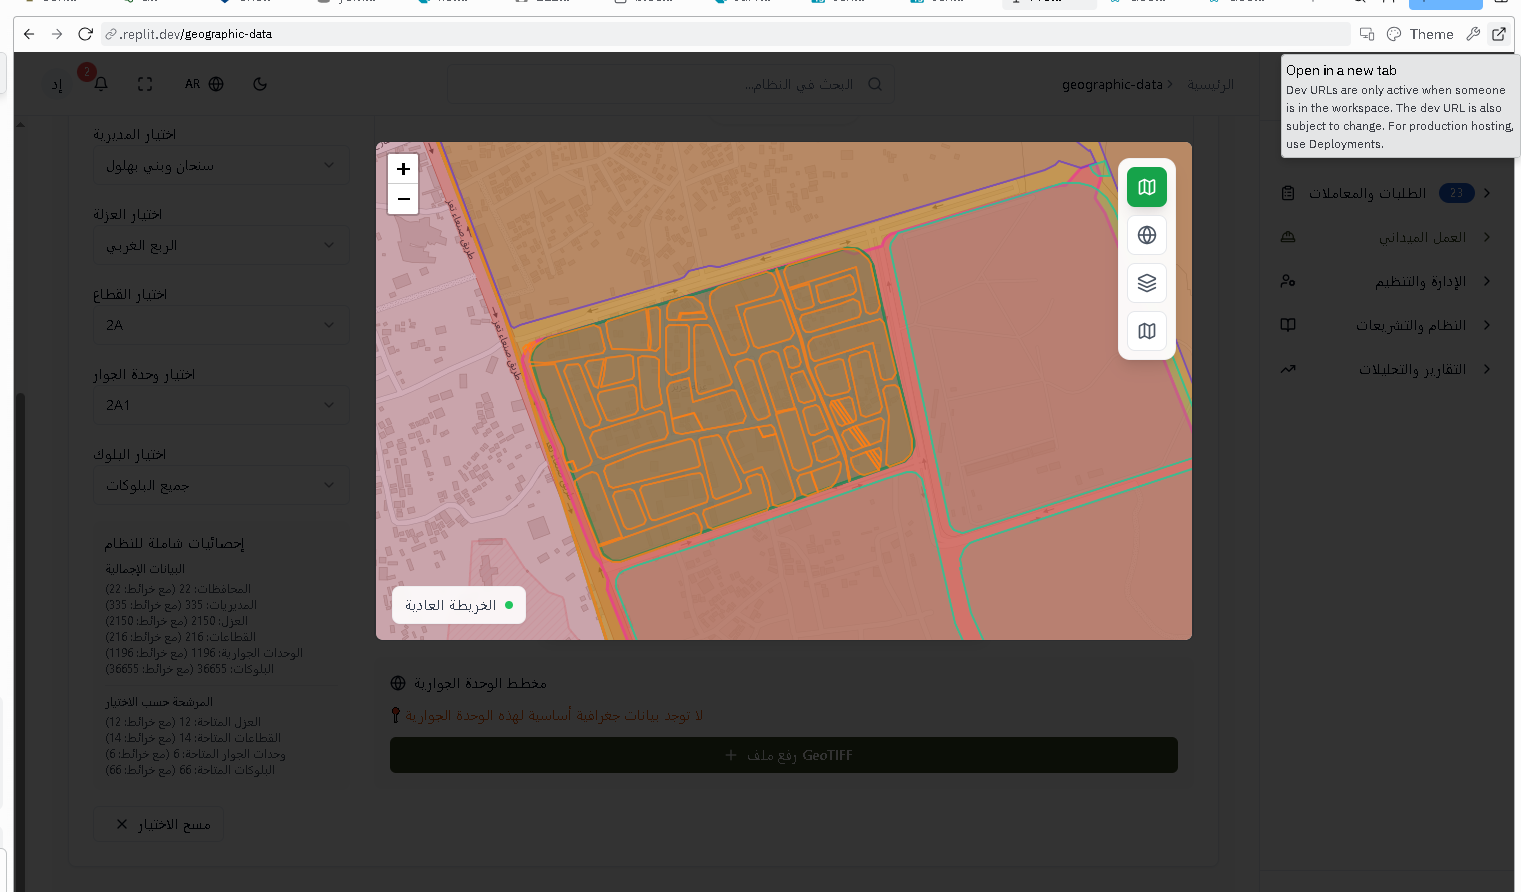 .replit.dev/geographic-data
Theme
Open in a new tab
Dev URLs are only active when someone
is in the workspace. The dev URL is also
subject to change. For production hosting,
use Deployments.
الرئيسية
geographic-data
البحث في النظام...
AR
2
إد
الطلبات والمعاملات 23
العمل الميداني
الإدارة والتنظيم
النظام والتشريعات
التقارير والتحليلات
اختيار المديرية
سنحان وبني بهلول
اختيار العزلة
الربع الغربي
اختيار القطاع
2A
اختيار وحدة الجوار
2A1
اختيار البلوك
جميع البلوكات
إحصائيات شاملة للنظام
البيانات الإجمالية
المحافظات: 22 (مع خرائط: 22)
المديريات: 335 (مع خرائط: 335)
العزل: 2150 (مع خرائط: 2150)
القطاعات: 216 (مع خرائط: 216)
الوحدات الجوارية: 1196 (مع خرائط: 1196)
البلوكات: 36655 (مع خرائط: 36655)
المرشحة حسب الاختيار
العزل المتاحة: 12 (مع خرائط: 12)
القطاعات المتاحة: 14 (مع خرائط: 14)
وحدات الجوار المتاحة: 6 (مع خرائط: 6)
البلوكات المتاحة: 66 (مع خرائط: 66)
مسح الاختيار
+
−
طريق صنعاء تعز
طريق صنعاء تعز
طريق صنعاء تعز
الخريطة العادية
مخطط الوحدة الجوارية
لا توجد بيانات جغرافية أساسية لهذه الوحدة الجوارية
رفع ملف GeoTIFF